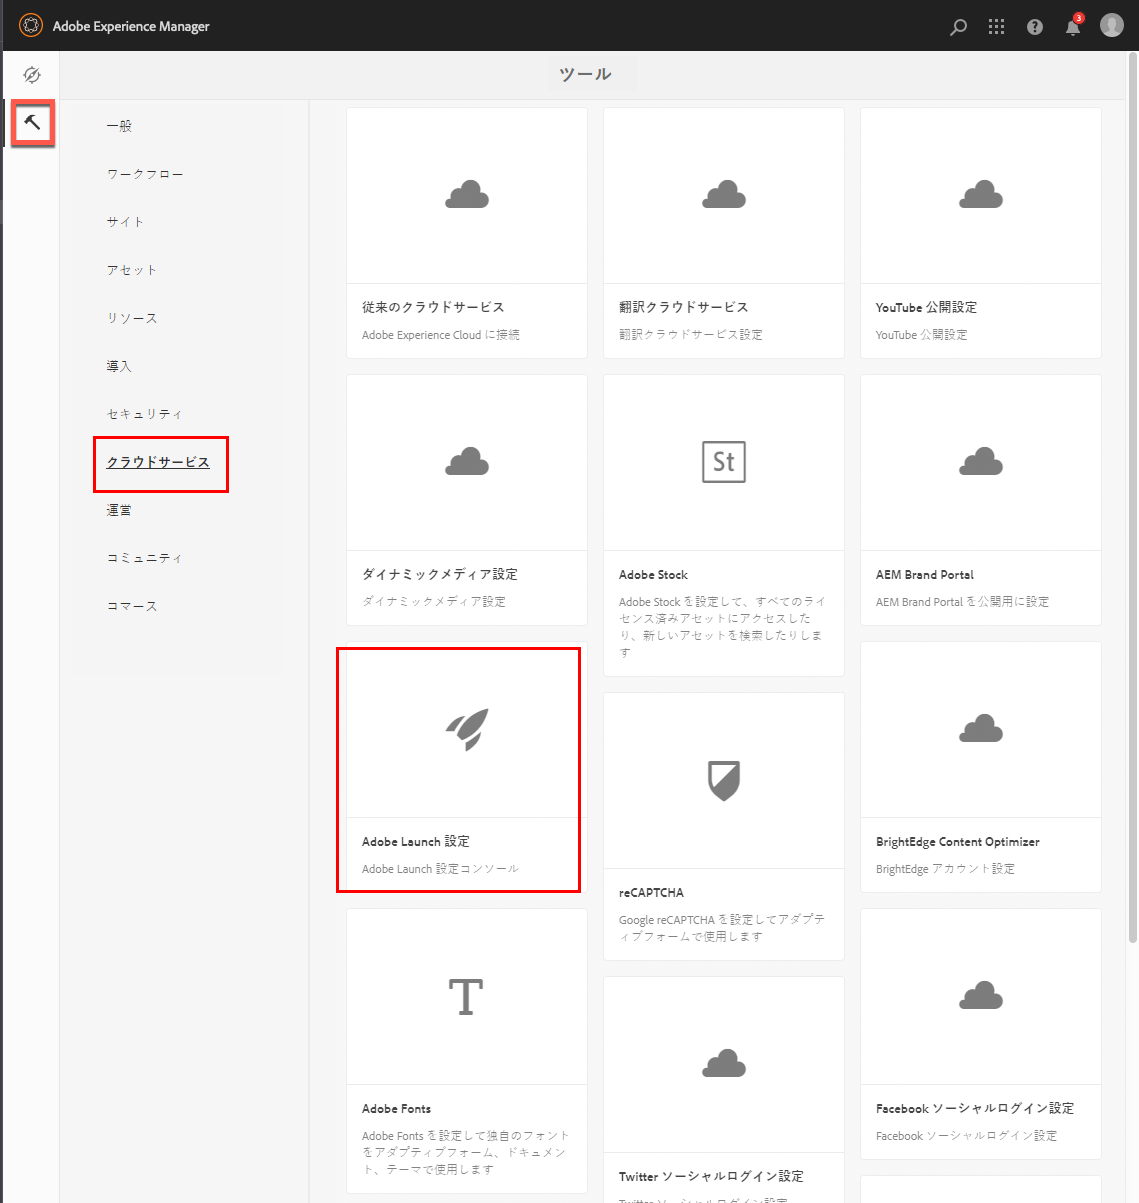 Adobe Experience Manager
3
ツール
一般
ワークフロー
サイト
アセット
リソース
導入
セキュリティ
クラウドサービス
運営
コミュニティ
コマース
従来のクラウドサービス
Adobe Experience Cloud に接続
翻訳クラウドサービス
翻訳クラウドサービス設定
YouTube 公開設定
YouTube 公開設定
ダイナミックメディア設定
ダイナミックメディア設定
St
Adobe Stock
Adobe Stock を設定して、すべてのライ
センス済みアセットにアクセスした
り、新しいアセットを検索したりしま
す
AEM Brand Portal
AEM Brand Portal を公開用に設定
Adobe Launch 設定
Adobe Launch 設定コンソール
reCAPTCHA
Google reCAPTCHA を設定してアダプテ
ィブフォームで使用します
BrightEdge Content Optimizer
BrightEdge アカウント設定
T
Adobe Fonts
Adobe Fonts を設定して独自のフォント
をアダプティブフォーム、ドキュメン
ト、テーマで使用します
Twitter ソーシャルログイン設定
Twitter ソーシャルログイン設定
Facebook ソーシャルログイン設定
Facebook ソーシャルログイン設定